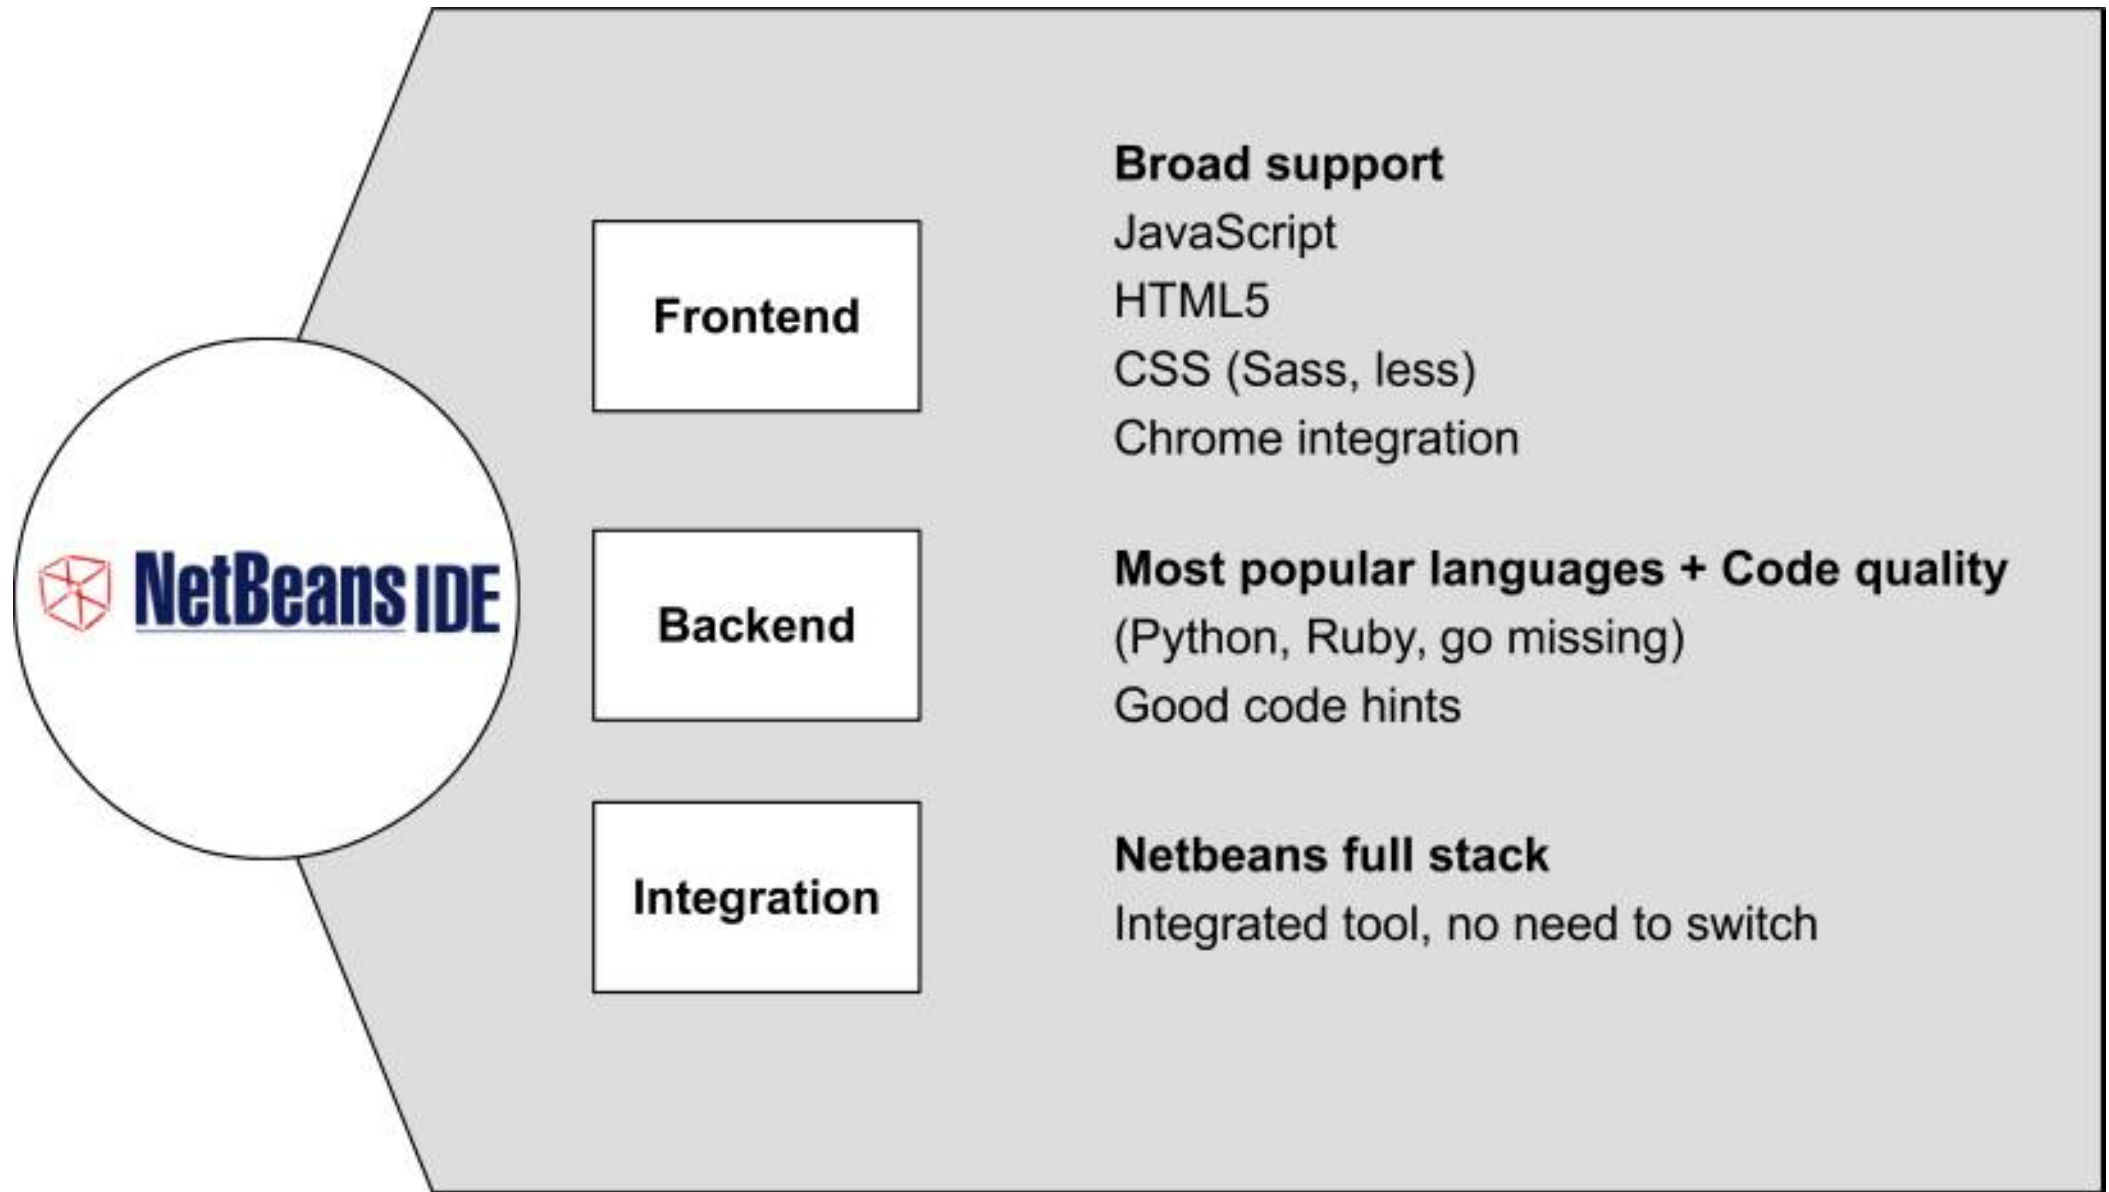 NetBeans IDE
Frontend
Broad support
JavaScript
HTML5
CSS (Sass, less)
Chrome integration
Backend
Most popular languages + Code quality
(Python, Ruby, go missing)
Good code hints
Integration
Netbeans full stack
Integrated tool, no need to switch